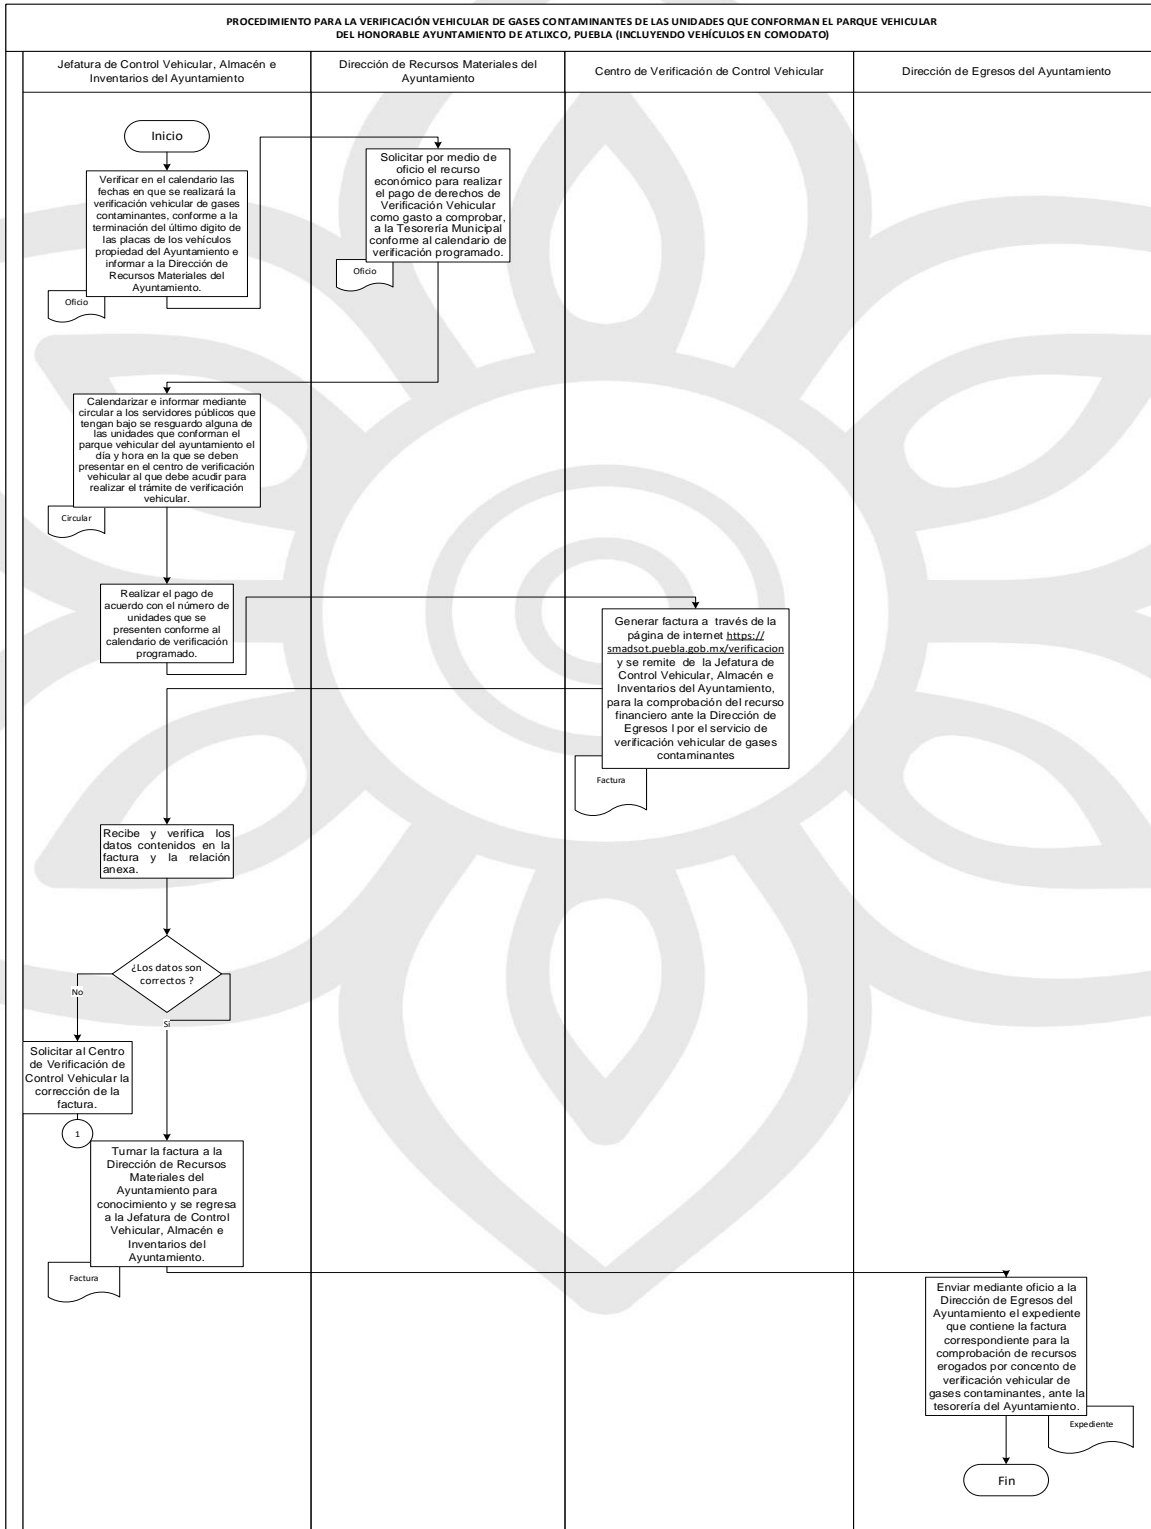 PROCEDIMIENTO PARA LA VERIFICACIÓN VEHICULAR DE GASES CONTAMINANTES DE LAS UNIDADES QUE CONFORMAN EL PARQUE VEHICULAR
DEL HONORABLE AYUNTAMIENTO DE ATLIXCO, PUEBLA (INCLUYENDO VEHÍCULOS EN COMODATO)
Jefatura de Control Vehicular, Almacén e
Inventarios del Ayuntamiento
Dirección de Recursos Materiales del
Ayuntamiento
Centro de Verificación de Control Vehicular
Dirección de Egresos del Ayuntamiento
Inicio
Verificar en el calendario las
fechas en que se realizará la
verificación vehicular de gases
contaminantes, conforme a la
terminación del último digito de
las placas de los vehículos
propiedad del Ayuntamiento e
informar a la Dirección de
Recursos Materiales del
Ayuntamiento.
Oficio
Solicitar por medio de
oficio el recurso
económico para realizar
el pago de derechos de
Verificación Vehicular
como gasto a comprobar,
a la Tesorería Municipal
conforme al calendario de
verificación programado.
Oficio
Calendarizar e informar mediante
circular a los servidores públicos que
tengan bajo se resguardo alguna de
las unidades que conforman el
parque vehicular del ayuntamiento el
día y hora en la que se deben
presentar en el centro de verificación
vehicular al que debe acudir para
realizar el trámite de verificación
vehicular.
Circular
Realizar el pago de
acuerdo con el número de
unidades que se
presenten conforme al
calendario de verificación
programado.
Generar factura a través de la
página de internet https://
smadsot.puebla.gob.mx/verificacion
y se remite de la Jefatura de
Control Vehicular, Almacén e
Inventarios del Ayuntamiento,
para la comprobación del recurso
financiero ante la Dirección de
Egresos l por el servicio de
verificación vehicular de gases
contaminantes
Factura
Recibe y verifica los
datos contenidos en la
factura y la relación
anexa.
¿Los datos son
correctos ?
No
Si
Solicitar al Centro
de Verificación de
Control Vehicular la
corrección de la
factura.
1
Turnar la factura a la
Dirección de Recursos
Materiales del
Ayuntamiento para
conocimiento y se regresa
a la Jefatura de Control
Vehicular, Almacén e
Inventarios del
Ayuntamiento.
Factura
Enviar mediante oficio a la
Dirección de Egresos del
Ayuntamiento el expediente
que contiene la factura
correspondiente para la
comprobación de recursos
erogados por concento de
verificación vehicular de
gases contaminantes, ante la
tesorería del Ayuntamiento.
Expediente
Fin